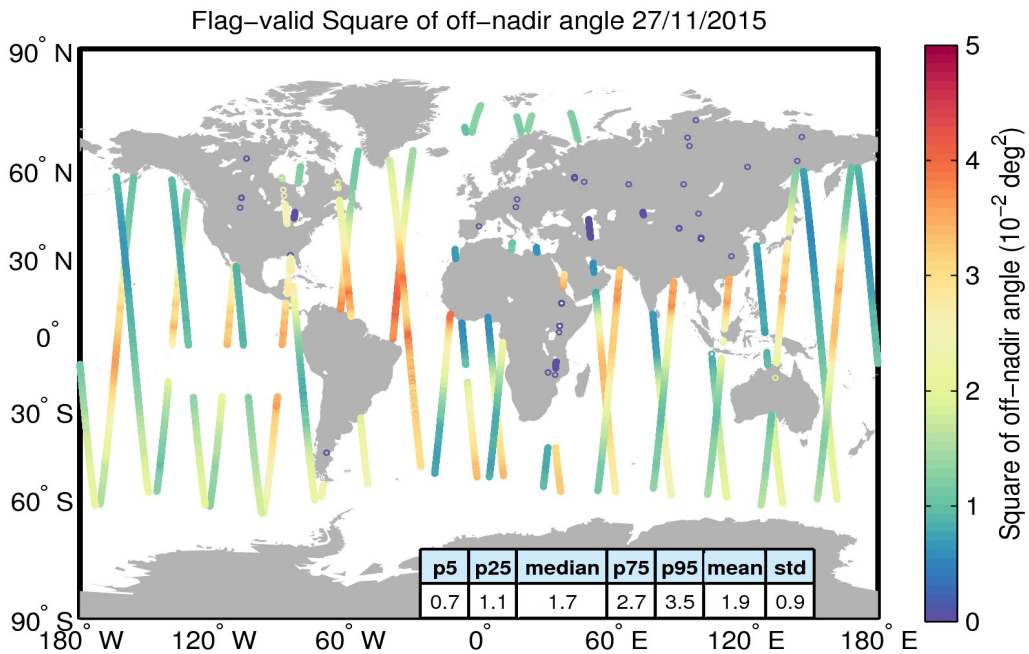 Flag−valid Square of off−nadir angle 27/11/2015
90° N
60° N
30° N
0°
30° S
60° S
90° S
180° W
120° W
60° W
0°
60° E
120° E
180° E
p5 p25 median p75 p95 mean std
0.7 1.1 1.7 2.7 3.5 1.9 0.9
5
4
3
2
1
0
Square of off−nadir angle (10⁻² deg²)